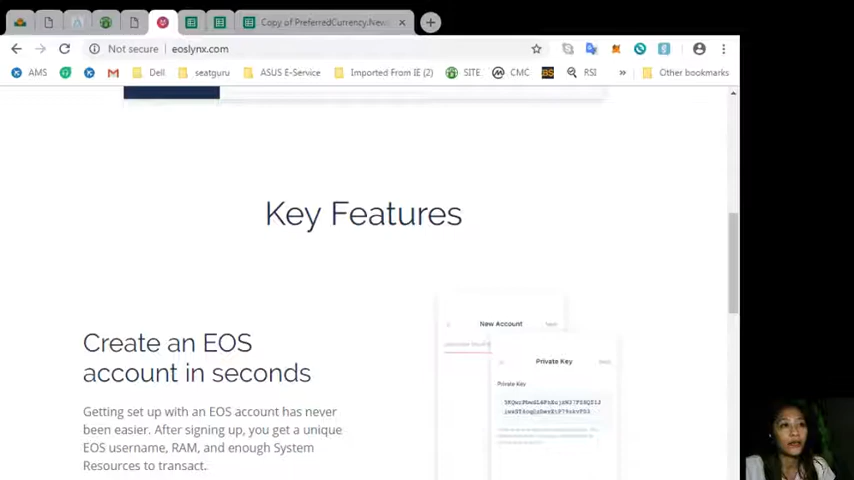 Copy of PreferredCurrency.New
Not secure
eoslynx.com
AMS
Dell
seatguru
ASUS E-Service
Imported From IE (2)
SITE
CMC
BS
RSI
»
Other bookmarks
Key Features
Create an EOS
account in seconds
Getting set up with an EOS account has never
been easier. After signing up, you get a unique
EOS username, RAM, and enough System
Resources to transact.
New Account
Private Key
Private Key